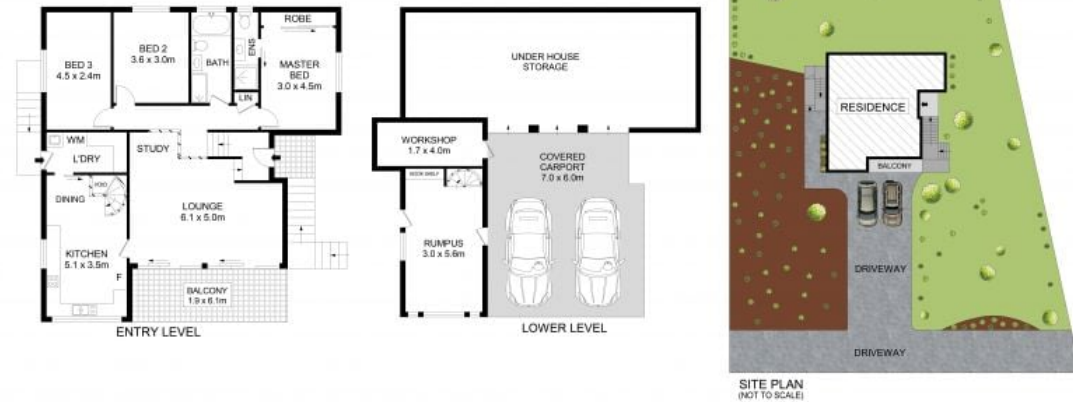 ROBE
BED 3
4.5 x 2.4m
BED 2
3.6 x 3.0m
BATH
ENS
MASTER
BED
3.0 x 4.5m
LIN
WM
L'DRY
STUDY
DINING
LOUNGE
6.1 x 5.0m
KITCHEN
5.1 x 3.5m
F
BALCONY
1.9 x 6.1m
ENTRY LEVEL
UNDER HOUSE
STORAGE
WORKSHOP
1.7 x 4.0m
COVERED
CARPORT
7.0 x 6.0m
BOOK SHELF
RUMPUS
3.0 x 5.6m
LOWER LEVEL
RESIDENCE
BALCONY
DRIVEWAY
DRIVEWAY
SITE PLAN
(NOT TO SCALE)